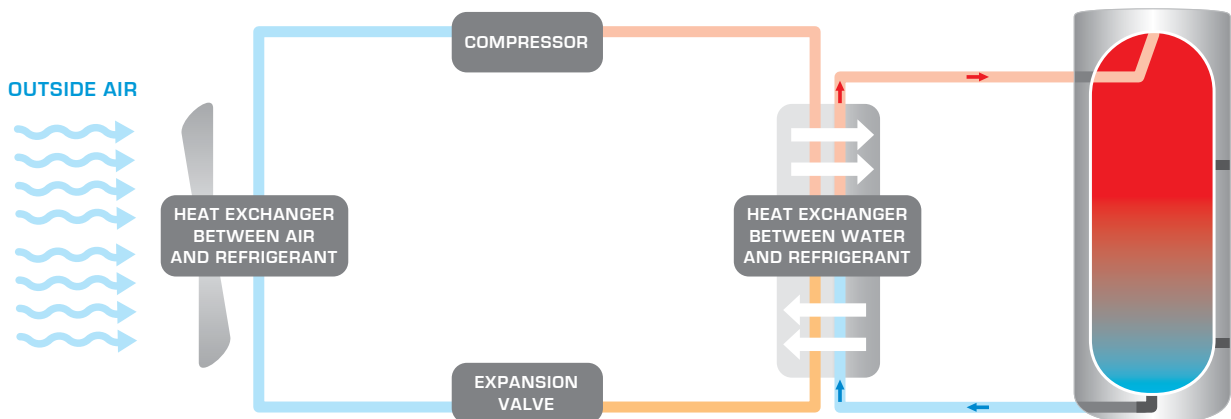 COMPRESSOR
OUTSIDE AIR
HEAT EXCHANGER
BETWEEN AIR
AND REFRIGERANT
HEAT EXCHANGER
BETWEEN WATER
AND REFRIGERANT
EXPANSION
VALVE